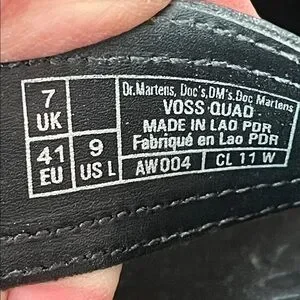 7 UK
41 EU
9 US L
Dr.Martens, Doc's,DM's.Doc Martens
VOSS QUAD
MADE IN LAO PDR
Fabriqué en Lao PDR
AW004
CL 11 W